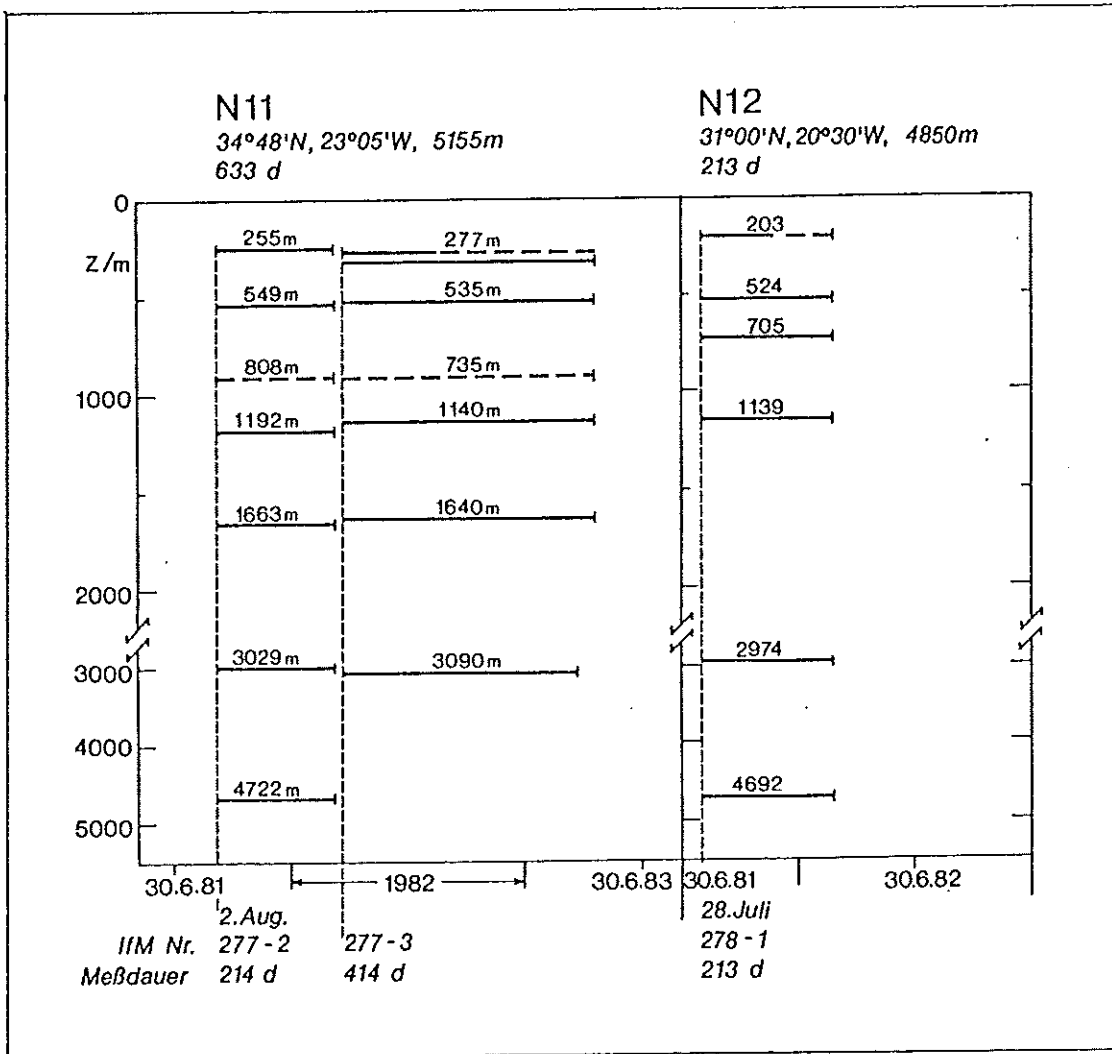 N11
34°48'N, 23°05'W, 5155m
633 d
N12
31°00'N, 20°30'W, 4850m
213 d
0
Z/m
1000
2000
3000
4000
5000
255m
277m
549m
535m
808m
735m
1192m
1140m
1663m
1640m
3029m
3090m
4722m
203
524
705
1139
2974
4692
30.6.81
1982
30.6.83
30.6.81
30.6.82
2.Aug.
28.Juli
IfM Nr. 277-2 277-3 278-1
Meßdauer 214 d 414 d 213 d